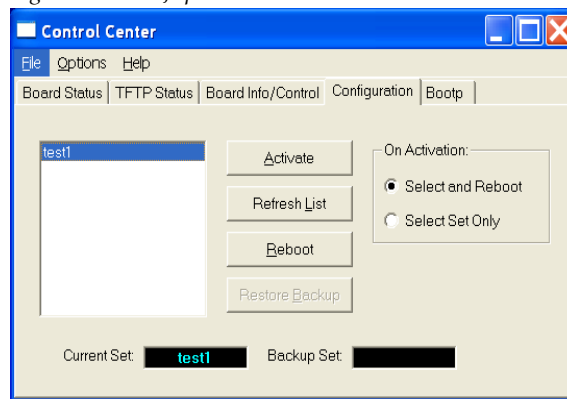 Control Center
File Options Help
Board Status TFTP Status Board Info/Control Configuration Bootp
test1
Activate
Refresh List
Reboot
Restore Backup
On Activation:
Select and Reboot
Select Set Only
Current Set: test1 Backup Set: